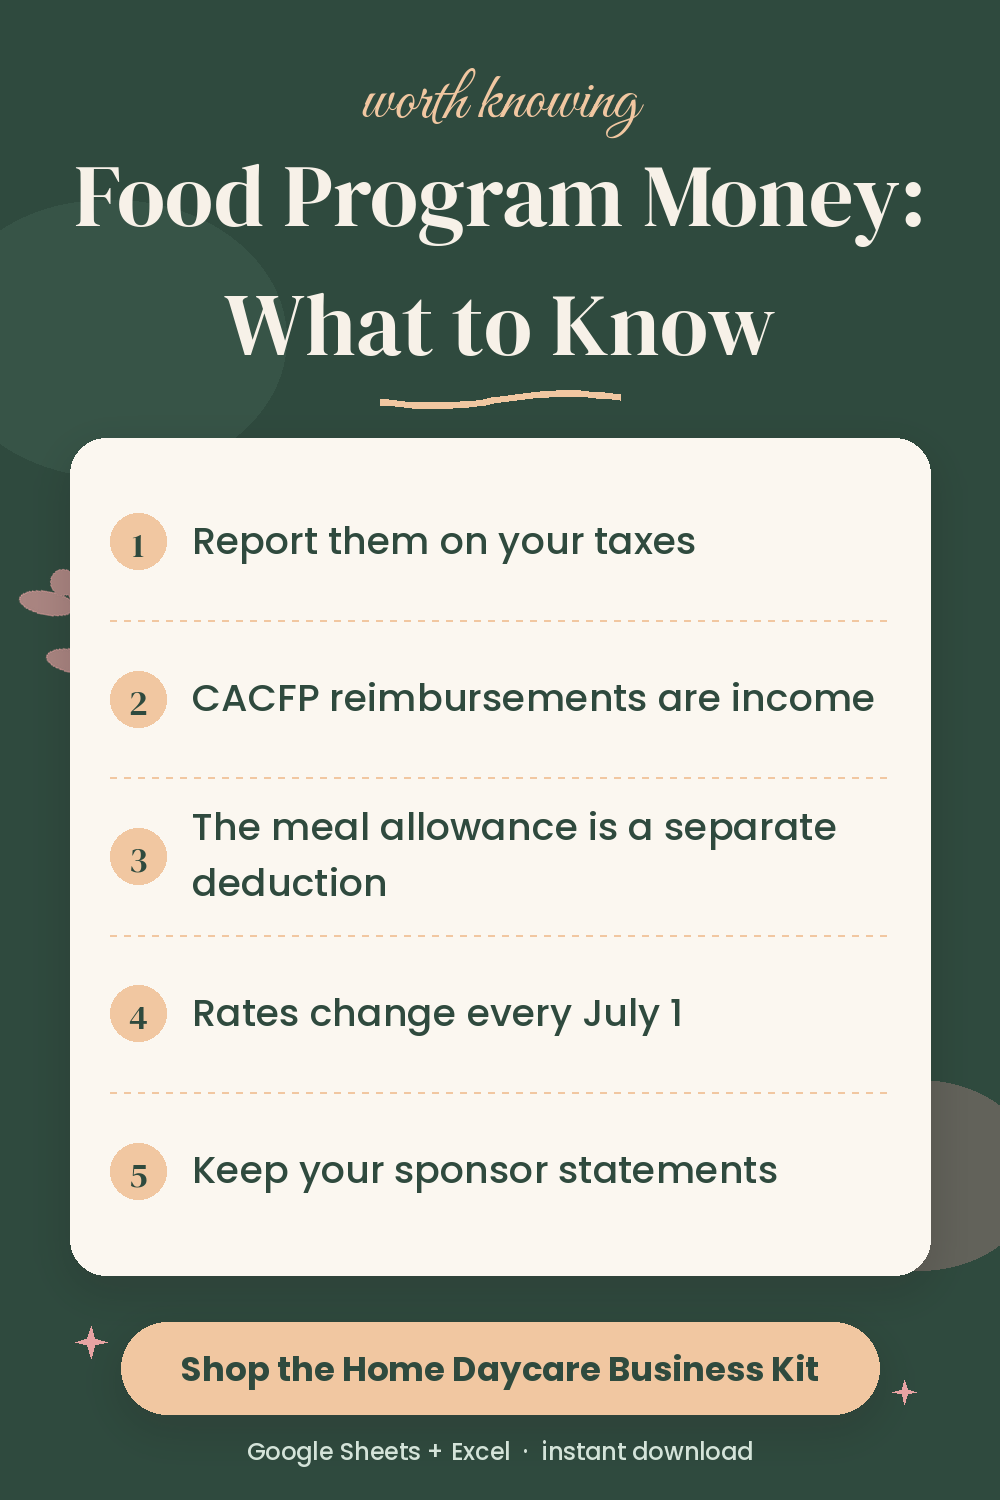 worth knowing
Food Program Money:
What to Know
1 Report them on your taxes
2 CACFP reimbursements are income
3 The meal allowance is a separate
deduction
4 Rates change every July 1
5 Keep your sponsor statements
Shop the Home Daycare Business Kit
Google Sheets + Excel · instant download